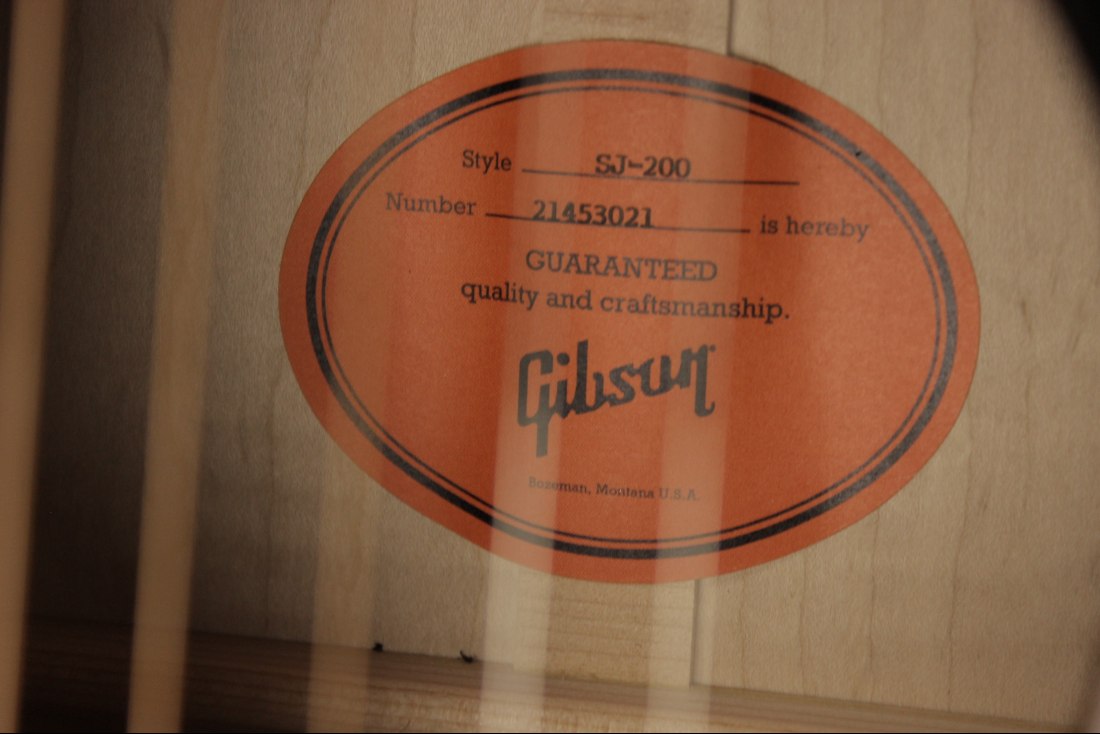 Style SJ-200
Number 21453021 is hereby
GUARANTEED
quality and craftsmanship.
Gibson
Bozeman, Montana U.S.A.